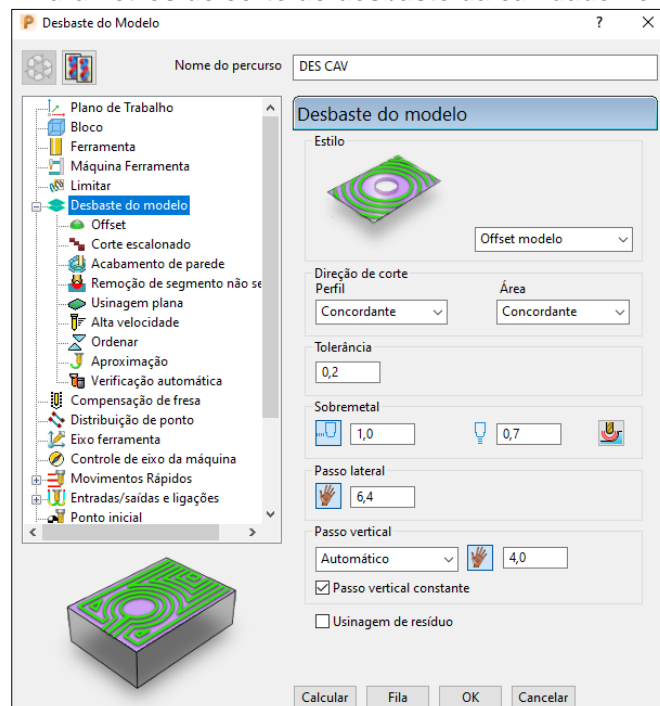 Desbaste do Modelo
?
X
Nome do percurso
DES CAV
Plano de Trabalho
Bloco
Ferramenta
Máquina Ferramenta
Limitar
Desbaste do modelo
Offset
Corte escalonado
Acabamento de parede
Remoção de segmento não se
Usinagem plana
Alta velocidade
Ordenar
Aproximação
Verificação automática
Compensação de fresa
Distribuição de ponto
Eixo ferramenta
Controle de eixo da máquina
Movimentos Rápidos
Entradas/saídas e ligações
Ponto inicial
Desbaste do modelo
Estilo
Offset modelo
Direção de corte
Perfil Área
Concordante Concordante
Tolerância
0,2
Sobremetal
1,0 0,7
Passo lateral
6,4
Passo vertical
Automático 4,0
Passo vertical constante
Usinagem de resíduo
Calcular Fila OK Cancelar